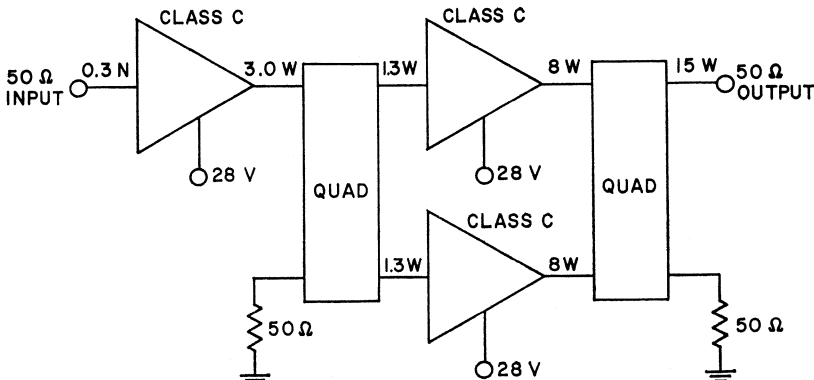 CLASS C
CLASS C
50 Ω
INPUT
0.3 N
3.0 W
1.3W
8 W
15 W
50 Ω
OUTPUT
28 V
28 V
QUAD
QUAD
CLASS C
1.3W
8W
50 Ω
50 Ω
28 V